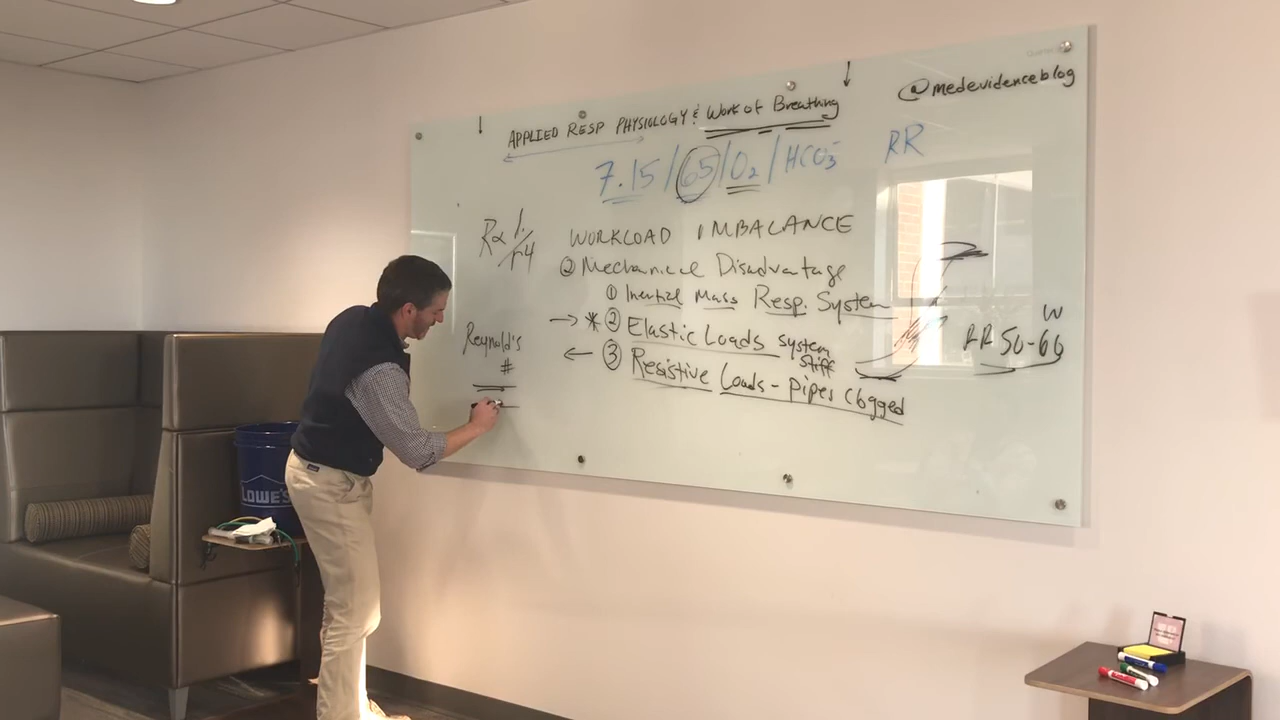 @medevidenceblog
APPLIED RESP PHYSIOLOGY & Work of Breathing
7.15 / 65 / O2 / HCO3-
RR
R∝ 1/r4
WORKLOAD IMBALANCE
② Mechanical Disadvantage
① Inertial Mass Resp. System
→ * ② Elastic Loads system stiff
← ③ Resistive Loads - pipes clogged
Reynold's
#
W
RR 50-60
LOWE'S